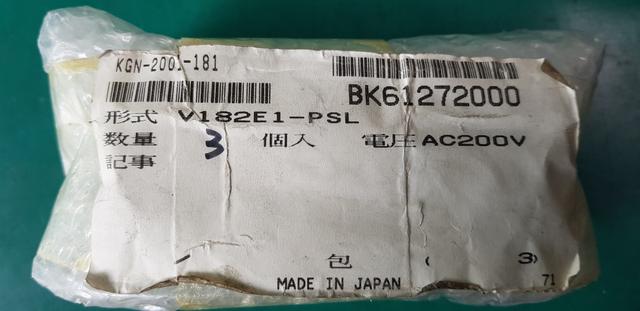 KGN-2001-181
BK61272000
形式 V182E1-PSL
数量 3 個入 電圧 AC200V
記事
包 ( 3)
MADE IN JAPAN 71